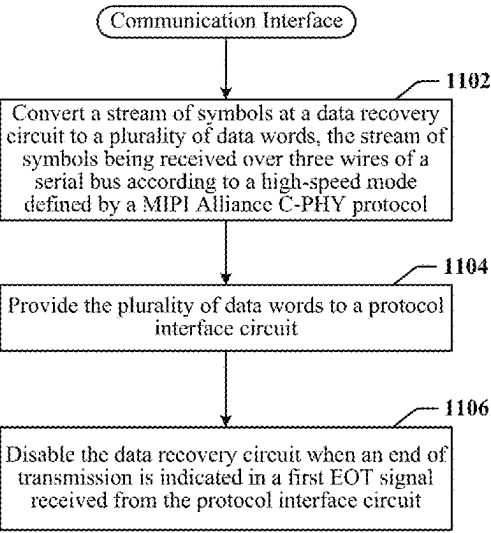 Communication Interface
1102
Convert a stream of symbols at a data recovery
circuit to a plurality of data words, the stream of
symbols being received over three wires of a
serial bus according to a high-speed mode
defined by a MIPI Alliance C-PHY protocol
1104
Provide the plurality of data words to a protocol
interface circuit
1106
Disable the data recovery circuit when an end of
transmission is indicated in a first EOT signal
received from the protocol interface circuit